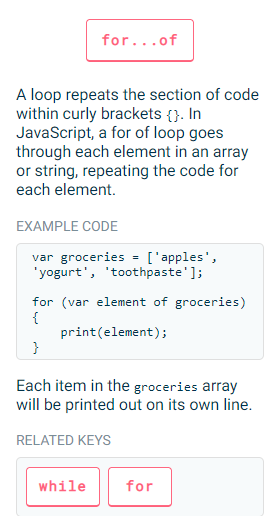 for...of
A loop repeats the section of code
within curly brackets {}. In
JavaScript, a for of loop goes
through each element in an array
or string, repeating the code for
each element.
EXAMPLE CODE
var groceries = ['apples',
'yogurt', 'toothpaste'];
for (var element of groceries)
{
    print(element);
}
Each item in the groceries array
will be printed out on its own line.
RELATED KEYS
while for